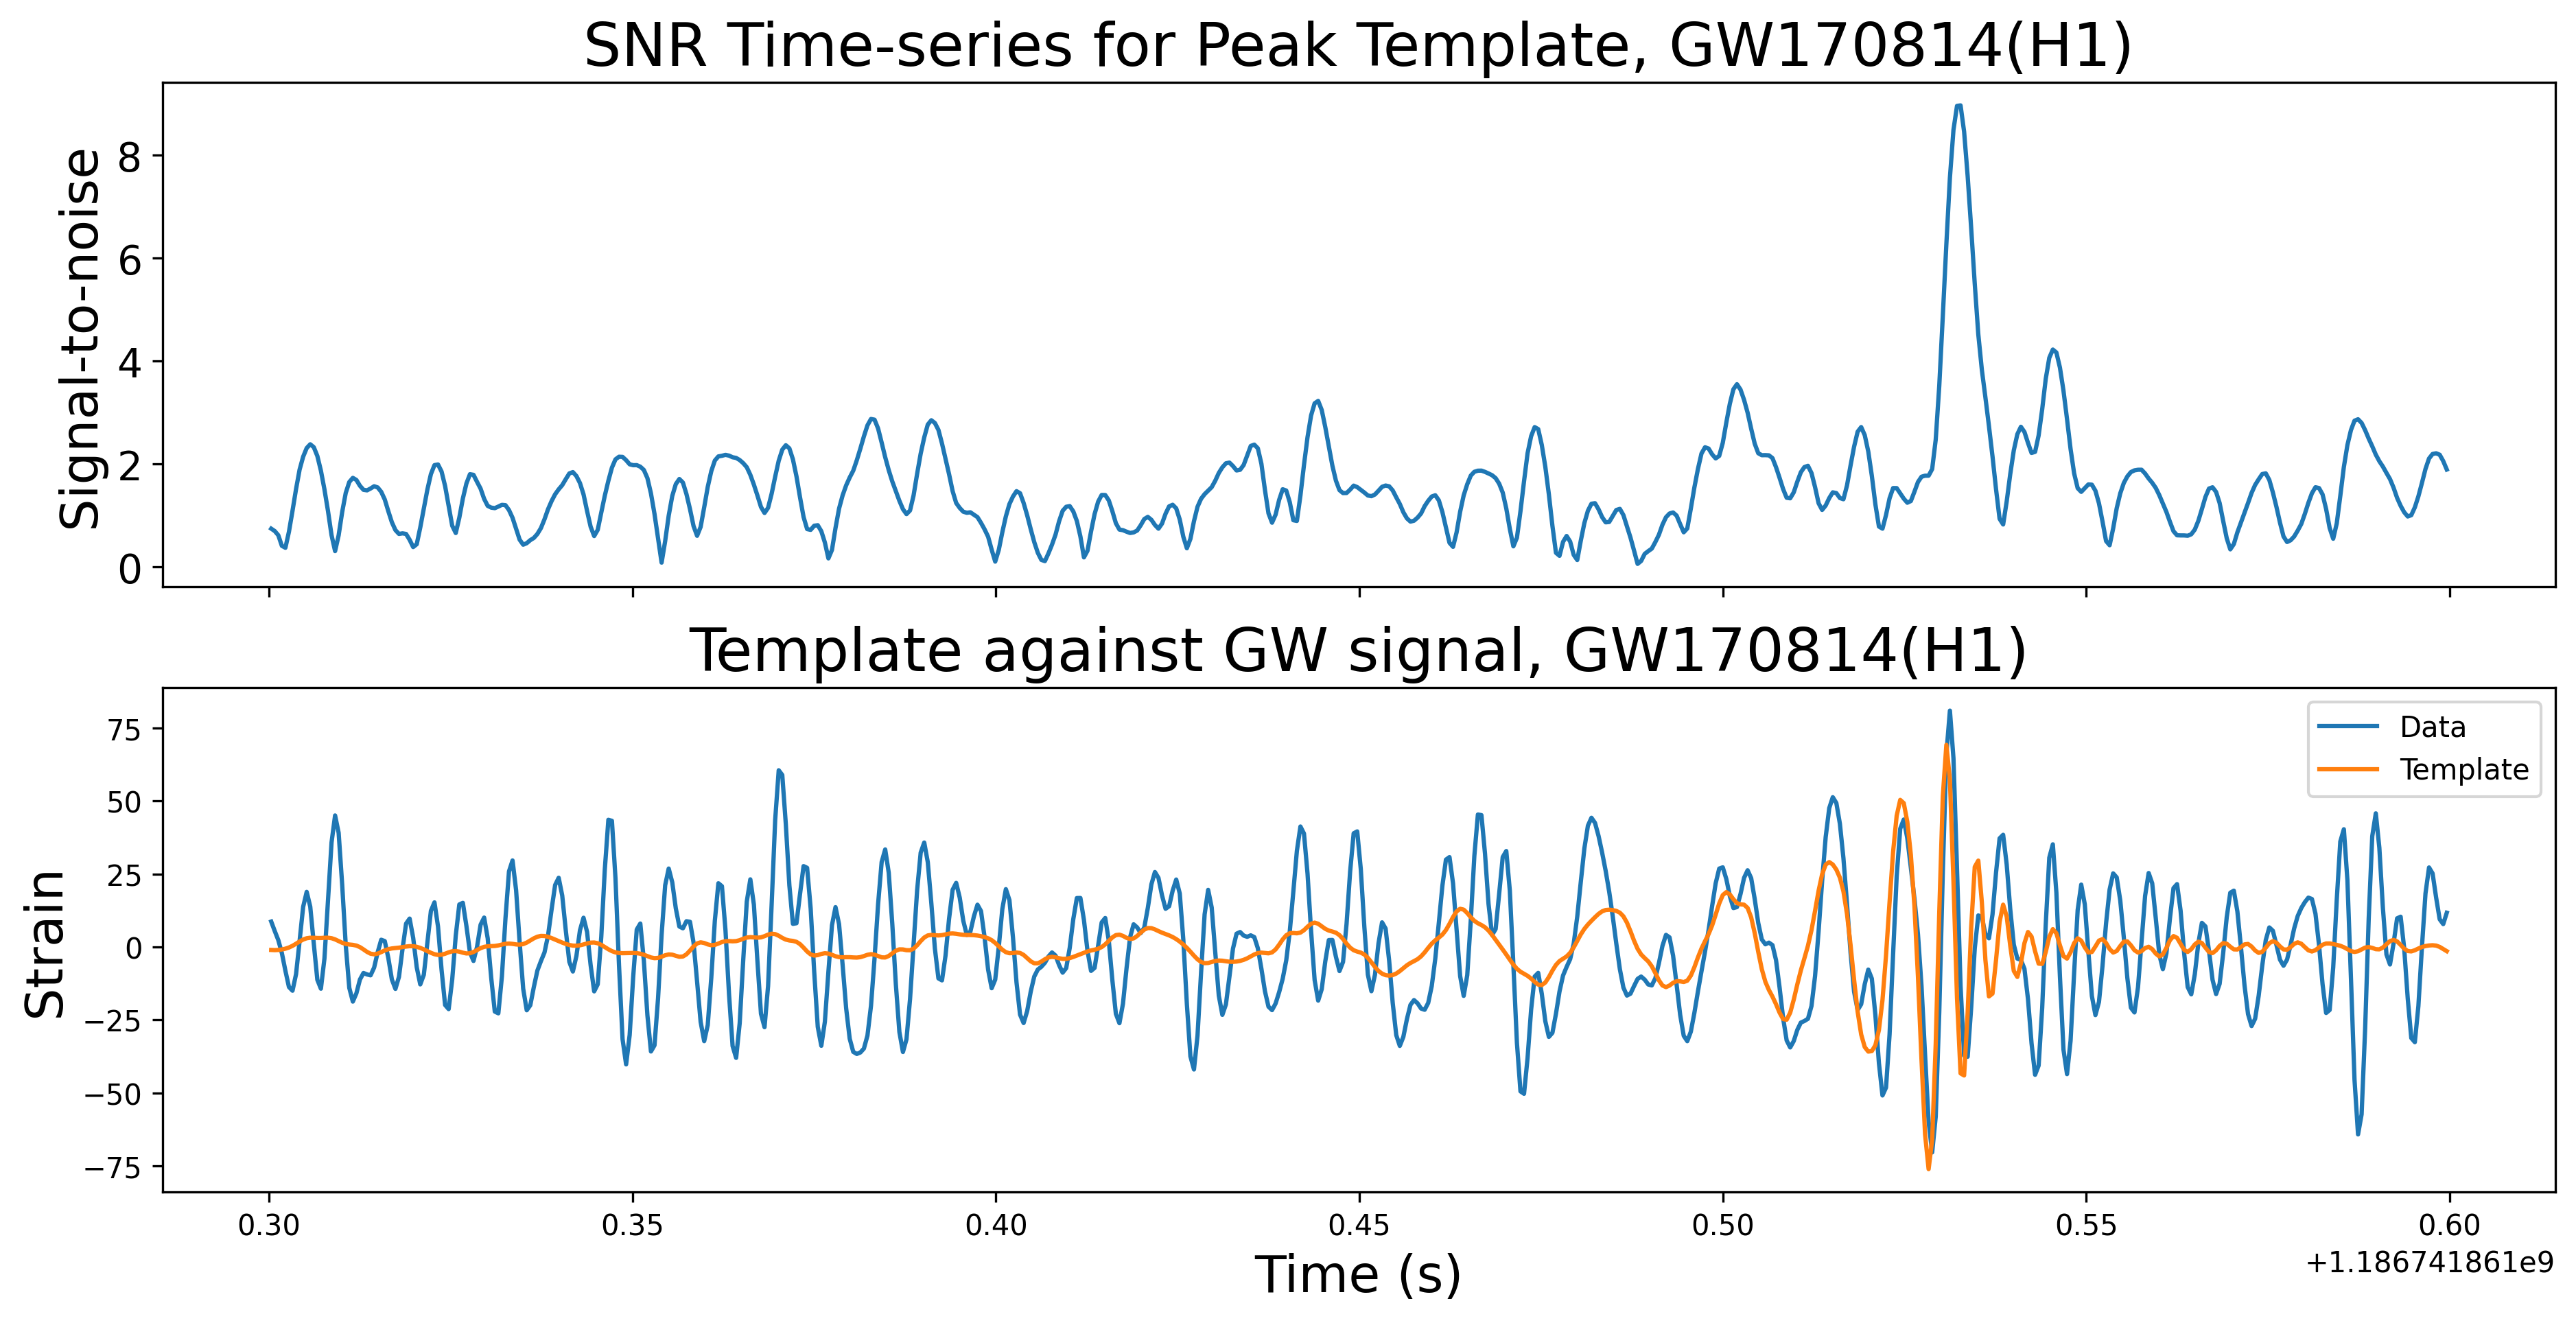 SNR Time-series for Peak Template, GW170814(H1)
Signal-to-noise
8
6
4
2
0
Template against GW signal, GW170814(H1)
Strain
75
50
25
0
−25
−50
−75
Data
Template
0.30 0.35 0.40 0.45 0.50 0.55 0.60
+1.186741861e9
Time (s)